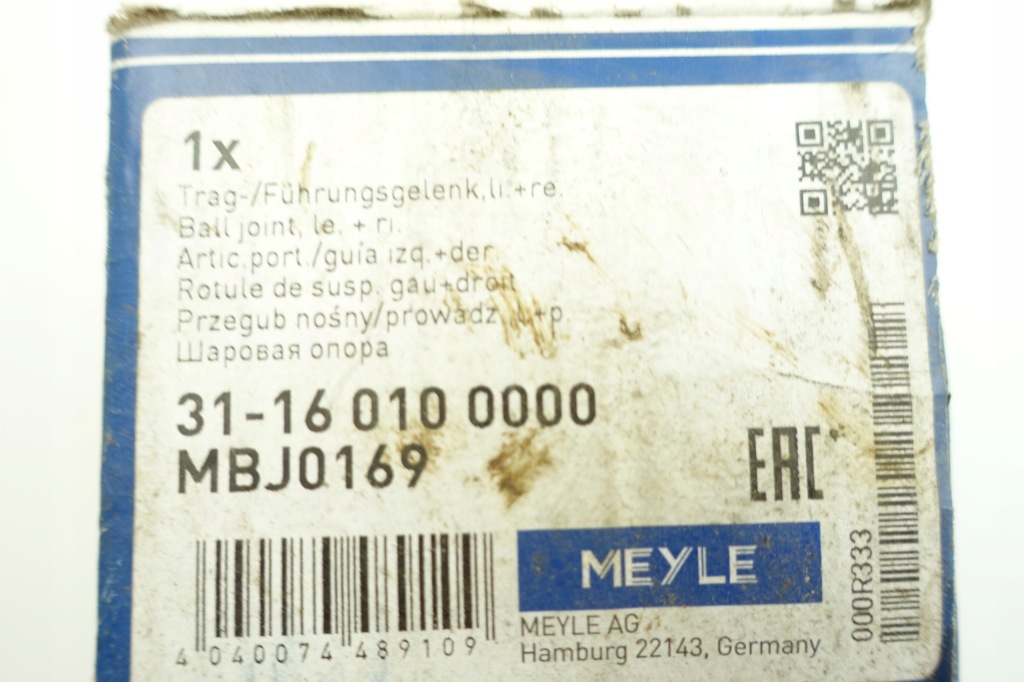 1x
Trag-/Führungsgelenk,li.+re.
Ball joint, le. + ri.
Artic.port./guía izq.+der.
Rotule de susp. gau+droit
Przegub nośny/prowadz. L+p.
Шаровая опора
31-16 010 0000
MBJ0169
EAC
000R333
MEYLE
MEYLE AG
Hamburg 22143, Germany
4 040074 489109